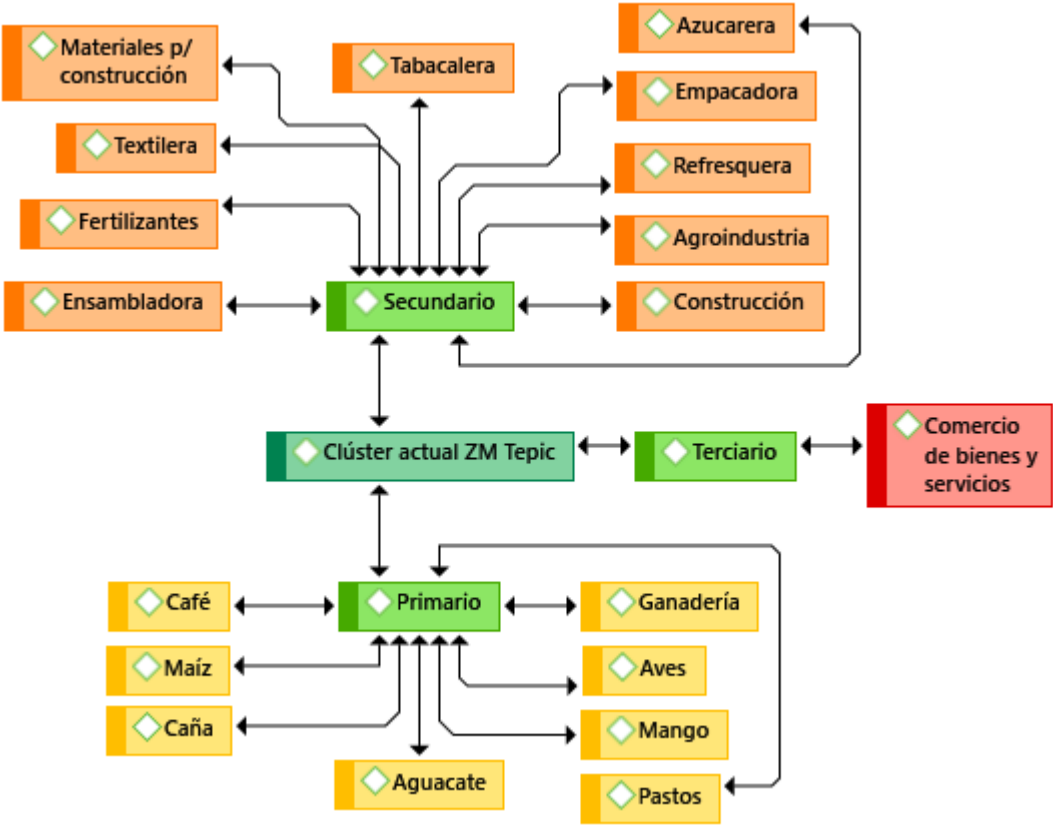 Materiales p/
construcción
Tabacalera
Azucarera
Empacadora
Textilera
Refresquera
Fertilizantes
Agroindustria
Ensambladora
Secundario
Construcción
Clúster actual ZM Tepic
Terciario
Comercio
de bienes y
servicios
Café
Primario
Ganadería
Maíz
Aves
Caña
Mango
Aguacate
Pastos